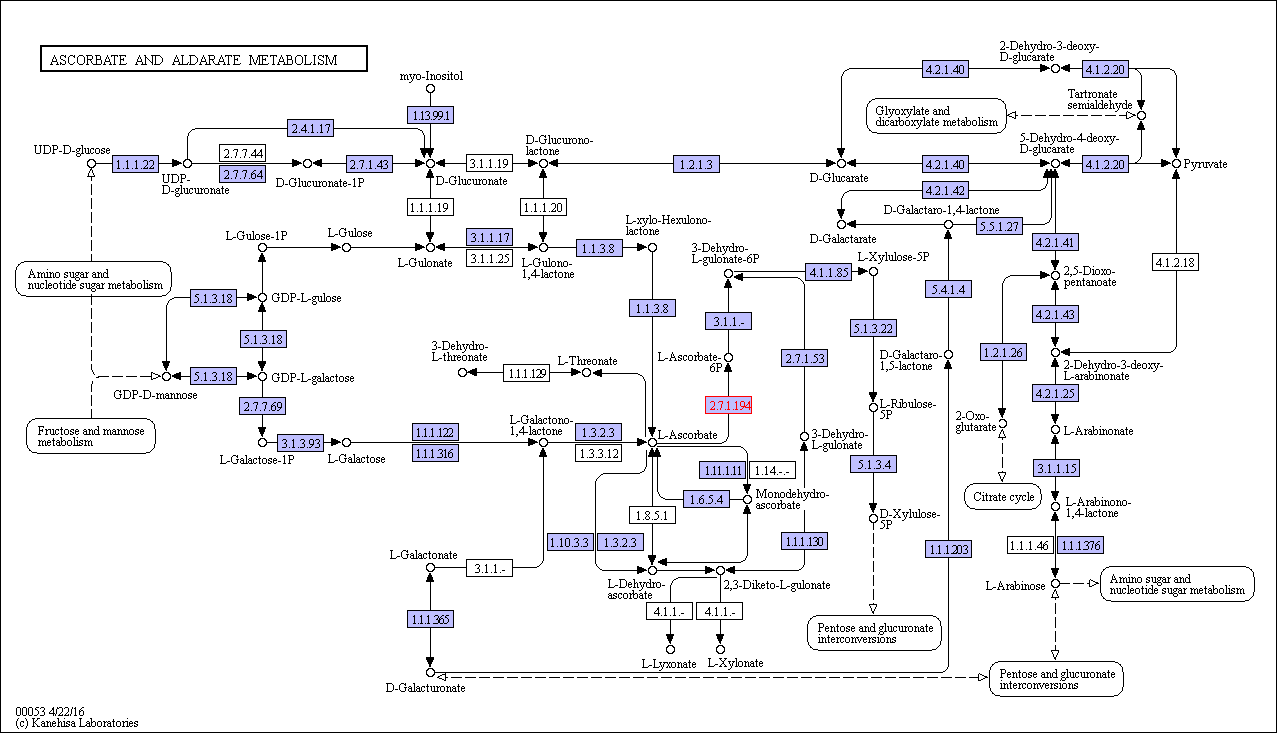 ASCORBATE AND ALDARATE METABOLISM
myo-Inositol
1.13.99.1
2.4.1.17
UDP-D-glucose
1.1.1.22
UDP-
D-glucuronate
2.7.7.44
2.7.7.64
D-Glucuronate-1P
2.7.1.43
D-Glucuronate
3.1.1.19
D-Glucurono-
lactone
1.2.1.3
D-Glucarate
4.2.1.40
2-Dehydro-3-deoxy-
D-glucarate
4.2.1.20
Tartronate
semialdehyde
Glyoxylate and
dicarboxylate metabolism
5-Dehydro-4-deoxy-
D-glucarate
4.2.1.40
4.2.1.20
Pyruvate
4.2.1.42
D-Galactaro-1,4-lactone
D-Galactarate
5.5.1.27
1.1.1.19
1.1.1.20
L-Gulose-1P
L-Gulose
L-Gulonate
3.1.1.17
3.1.1.25
L-Gulono-
1,4-lactone
1.1.3.8
L-xylo-Hexulono-
lactone
3-Dehydro-
L-gulonate-6P
4.1.1.85
L-Xylulose-5P
4.2.1.41
2,5-Dioxo-
pentanoate
4.2.1.18
Amino sugar and
nucleotide sugar metabolism
5.1.3.18
GDP-L-gulose
5.1.3.18
1.1.3.8
3.1.1.-
5.1.3.22
5.4.1.4
4.2.1.43
3-Dehydro-
L-threonate
1.1.1.129
L-Threonate
L-Ascorbate-
6P
2.7.1.53
D-Galactaro-
1,5-lactone
1.2.1.26
2-Dehydro-3-deoxy-
L-arabinonate
GDP-D-mannose
5.1.3.18
GDP-L-galactose
2.7.7.69
2.7.1.194
L-Ribulose-
5P
4.2.1.25
2-Oxo-
glutarate
L-Arabinonate
Fructose and mannose
metabolism
L-Galactose-1P
3.1.3.93
L-Galactose
1.1.1.122
1.1.1.316
L-Galactono-
1,4-lactone
1.3.2.3
1.3.3.12
L-Ascorbate
3-Dehydro-
L-gulonate
1.11.1.11
1.14.-.-
5.1.3.4
3.1.1.15
Citrate cycle
1.6.5.4
Monodehydro-
ascorbate
L-Arabinono-
1,4-lactone
1.8.5.1
D-Xylulose-
5P
1.10.3.3
1.3.2.3
1.1.1.130
1.1.1.203
1.1.1.46
1.1.1.376
L-Galactonate
3.1.1.-
L-Dehydro-
ascorbate
2,3-Diketo-L-gulonate
L-Arabinose
Amino sugar and
nucleotide sugar metabolism
1.1.1.365
4.1.1.-
4.1.1.-
Pentose and glucuronate
interconversions
L-Lyxonate
L-Xylonate
D-Galacturonate
Pentose and glucuronate
interconversions
00053 4/22/16
(c) Kanehisa Laboratories